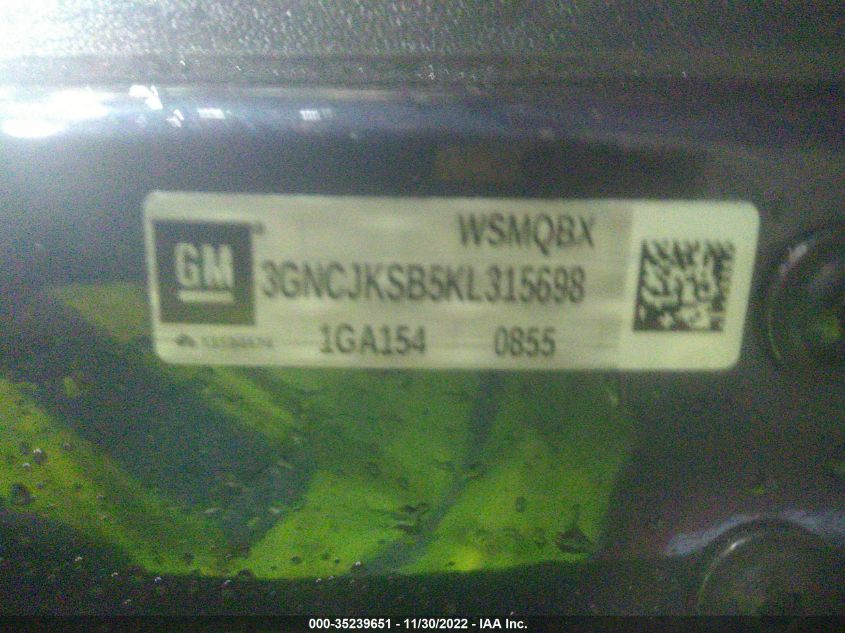 WSMQBX
GM
3GNCJKSB5KL315698
1GA154 0855
000-35239651 - 11/30/2022 - IAA Inc.